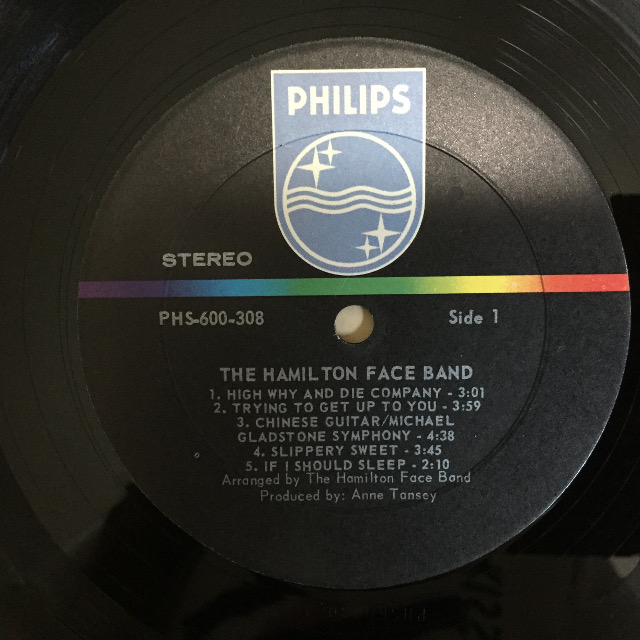 PHILIPS
STEREO
PHS-600-308
Side 1
THE HAMILTON FACE BAND
1. HIGH WHY AND DIE COMPANY - 3:01
2. TRYING TO GET UP TO YOU - 3:59
3. CHINESE GUITAR/MICHAEL
GLADSTONE SYMPHONY - 4:38
4. SLIPPERY SWEET - 3:45
5. IF I SHOULD SLEEP - 2:10
Arranged by The Hamilton Face Band
Produced by: Anne Tansey